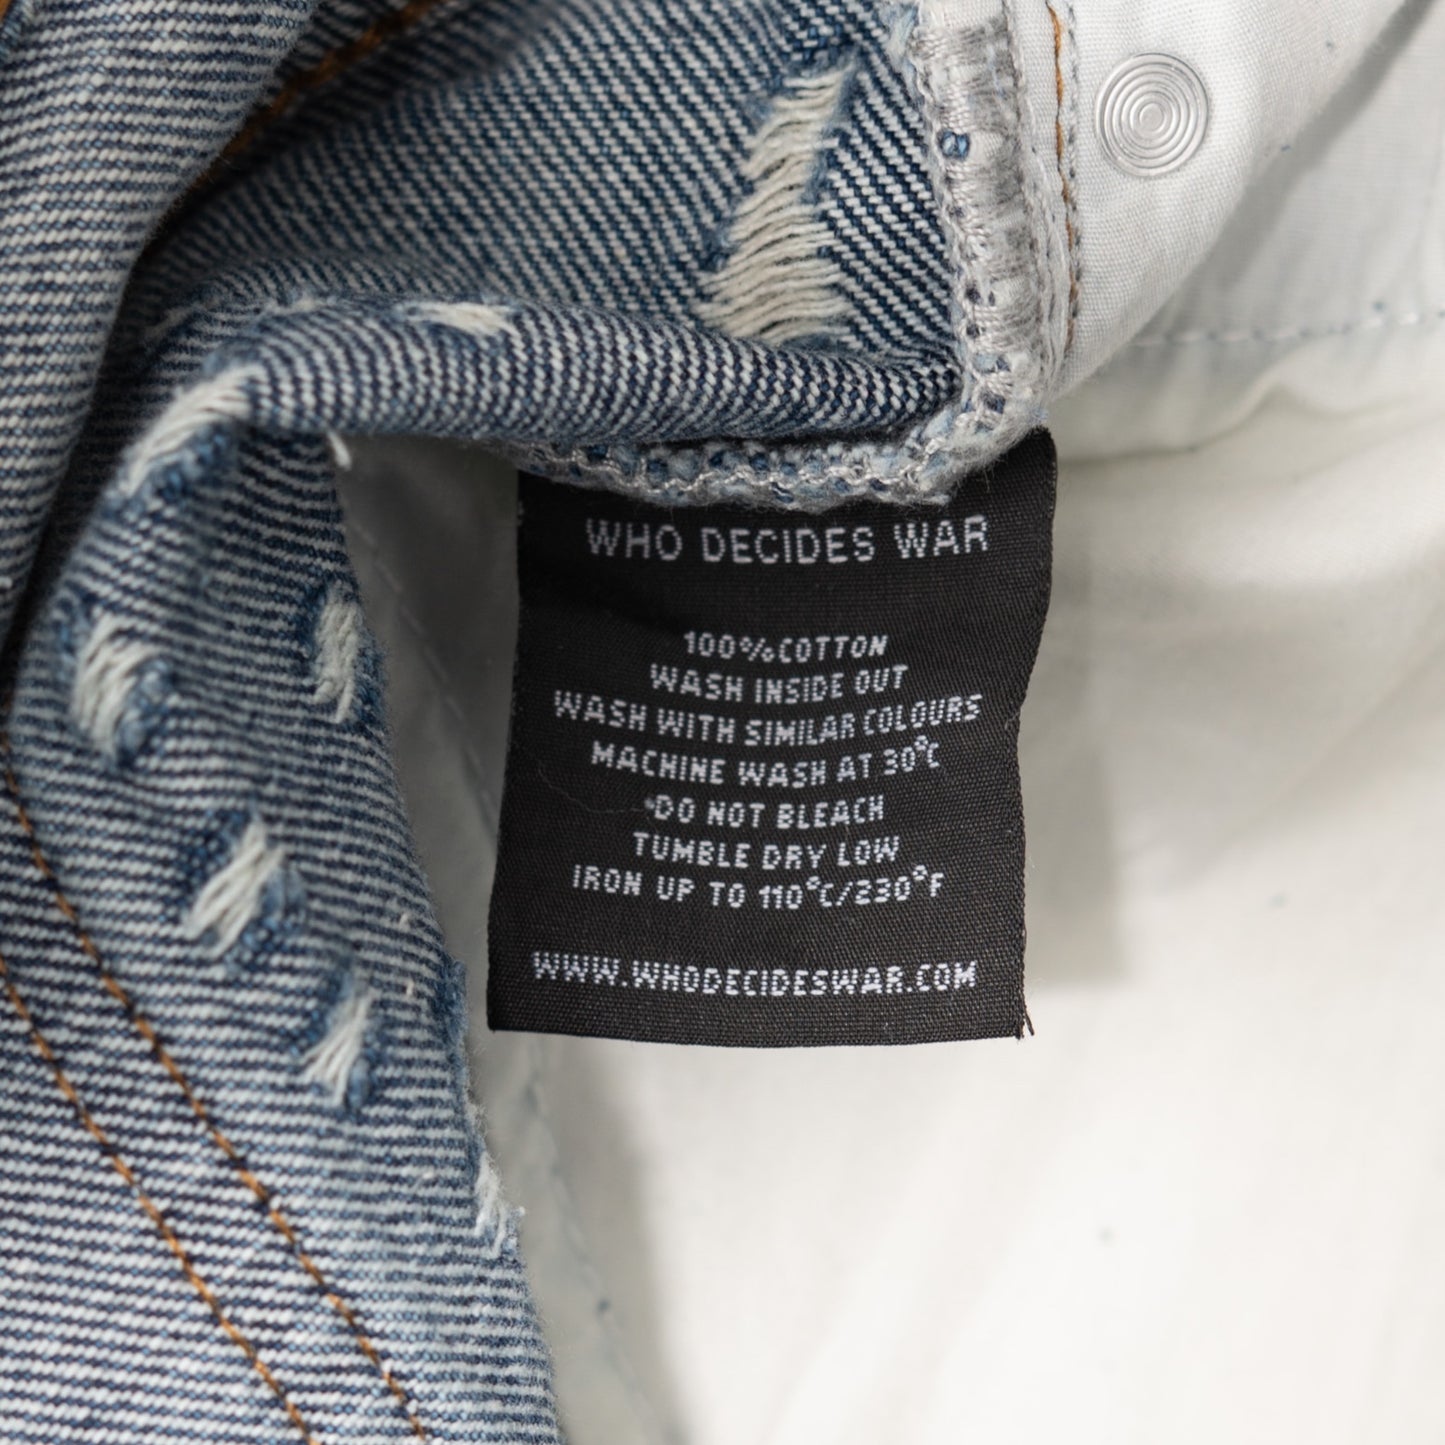 WHO DECIDES WAR
100% COTTON
WASH INSIDE OUT
WASH WITH SIMILAR COLOURS
MACHINE WASH AT 30°C
DO NOT BLEACH
TUMBLE DRY LOW
IRON UP TO 110°C/230°F
WWW.WHODECIDESWAR.COM